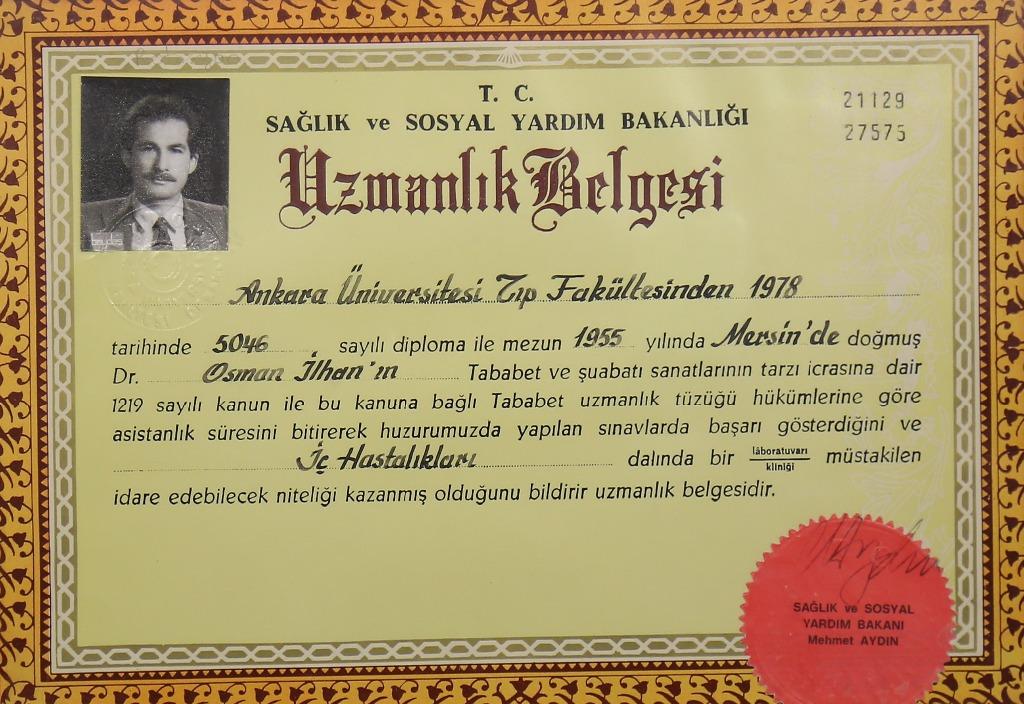 T. C.
SAĞLIK ve SOSYAL YARDIM BAKANLIĞI
21129
27575
Uzmanlık Belgesi
Ankara Üniversitesi Tıp Fakültesinden 1978
tarihinde 5046 sayılı diploma ile mezun 1955 yılında Mersin'de doğmuş
Dr. Osman İlhan'ın Tababet ve şuabatı sanatlarının tarzı icrasına dair
1219 sayılı kanun ile bu kanuna bağlı Tababet uzmanlık tüzüğü hükümlerine göre
asistanlık süresini bitirerek huzurumuzda yapılan sınavlarda başarı gösterdiğini ve
İç Hastalıkları dalında bir lâboratuvarı kliniği müstakilen
idare edebilecek niteliği kazanmış olduğunu bildirir uzmanlık belgesidir.
SAĞLIK ve SOSYAL
YARDIM BAKANI
Mehmet AYDIN